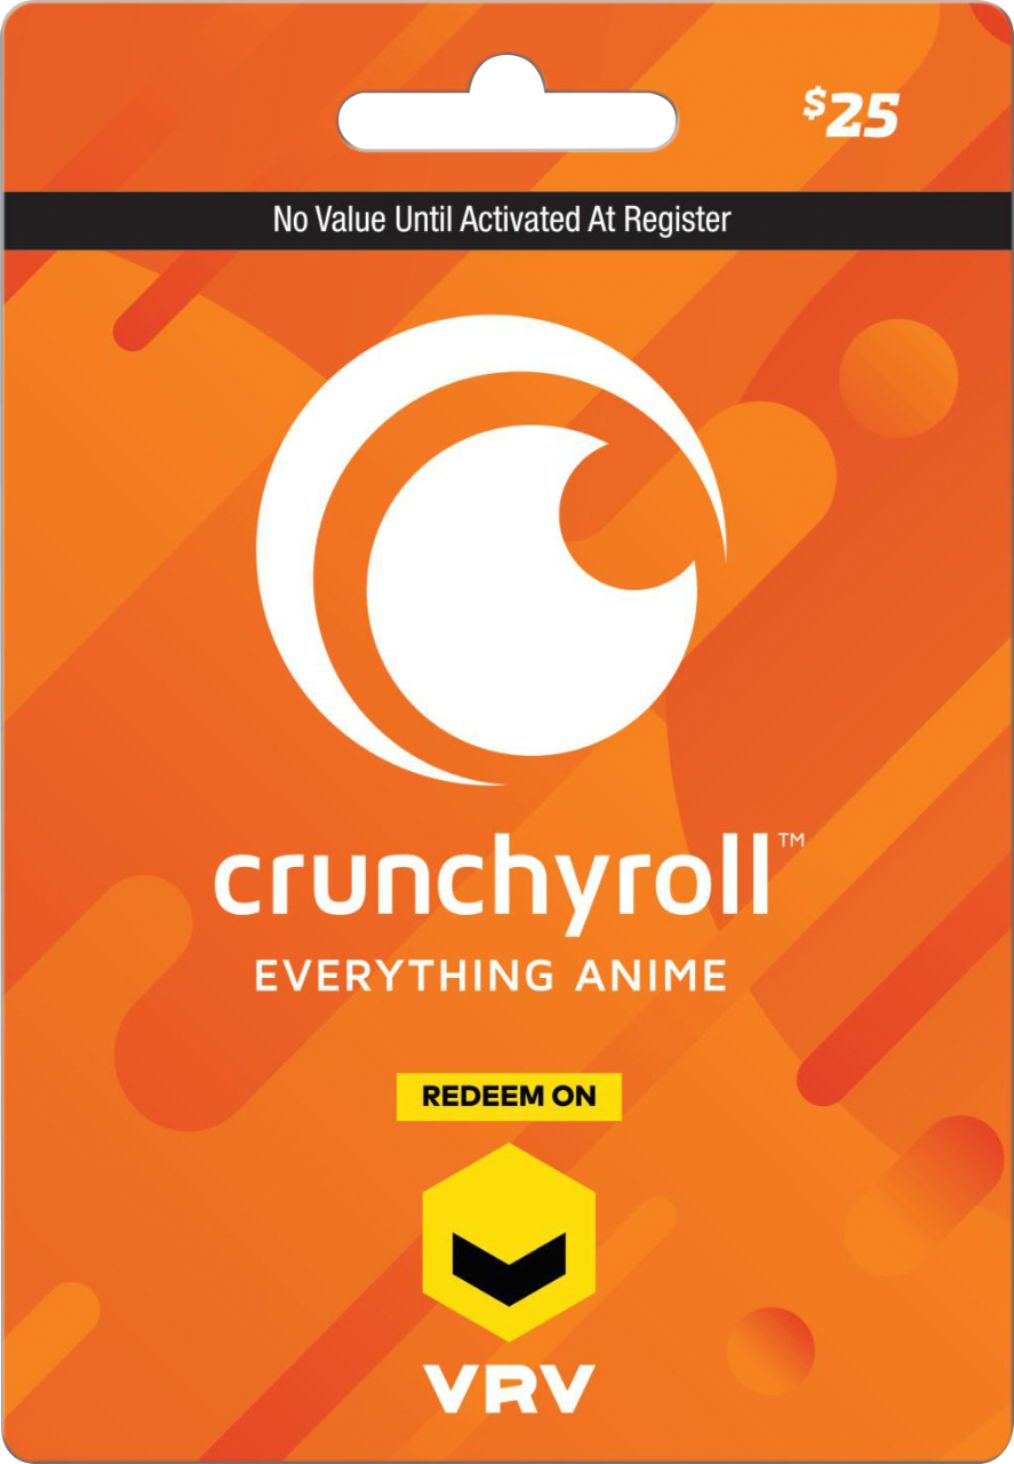 $25
No Value Until Activated At Register
crunchyroll™
EVERYTHING ANIME
REDEEM ON
VRV